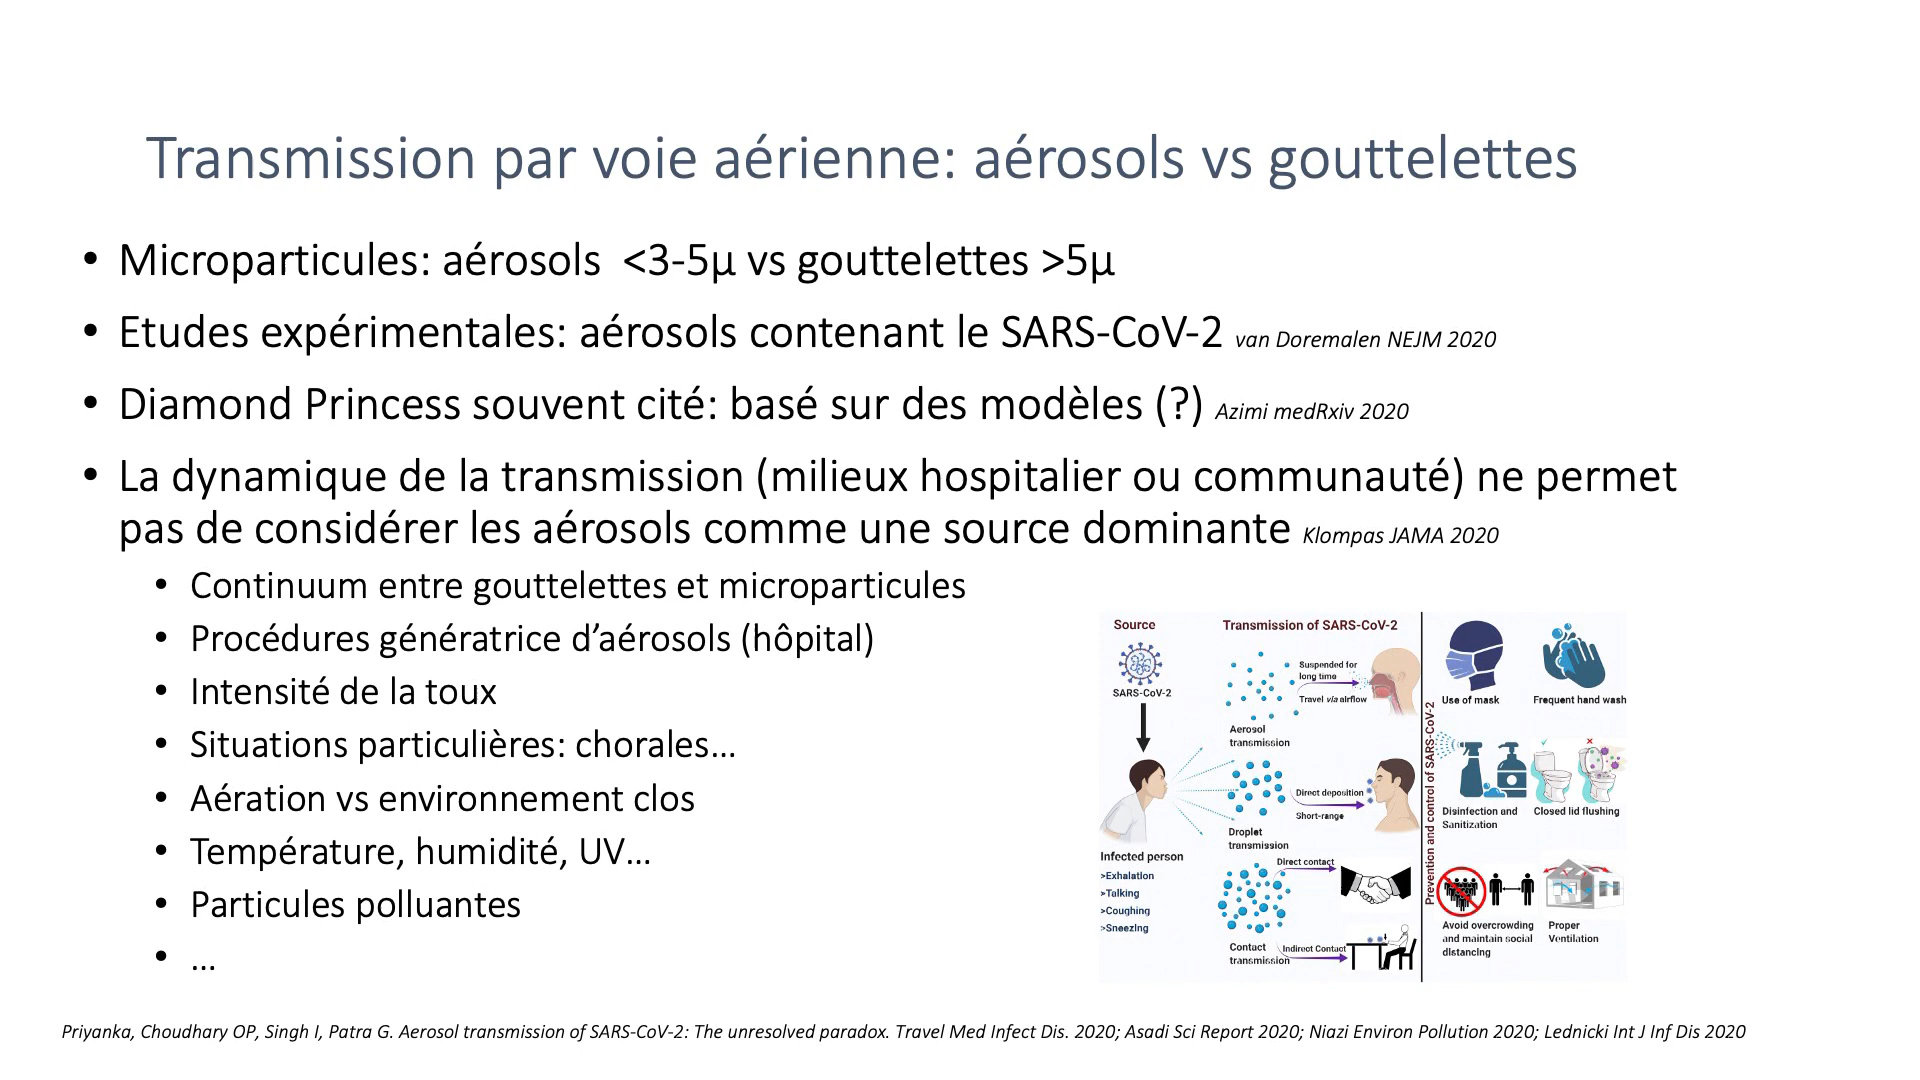 Transmission par voie aérienne: aérosols vs gouttelettes
• Microparticules: aérosols <3-5µ vs gouttelettes >5µ
• Etudes expérimentales: aérosols contenant le SARS-CoV-2 van Doremalen NEJM 2020
• Diamond Princess souvent cité: basé sur des modèles (?) Azimi medRxiv 2020
• La dynamique de la transmission (milieux hospitalier ou communauté) ne permet
pas de considérer les aérosols comme une source dominante Klompas JAMA 2020
• Continuum entre gouttelettes et microparticules
• Procédures génératrice d’aérosols (hôpital)
• Intensité de la toux
• Situations particulières: chorales…
• Aération vs environnement clos
• Température, humidité, UV…
• Particules polluantes
• …
Source
SARS-CoV-2
Infected person
>Exhalation
>Talking
>Coughing
>Sneezing
Transmission of SARS-CoV-2
Suspended for
long time
Travel via airflow
Aerosol
transmission
Direct deposition
Short-range
Droplet
transmission
Direct contact
Contact
transmission
Indirect Contact
Prevention and control of SARS-CoV-2
Use of mask
Frequent hand wash
Disinfection and
Sanitization
Closed lid flushing
Avoid overcrowding
and maintain social
distancing
Proper
Ventilation
Priyanka, Choudhary OP, Singh I, Patra G. Aerosol transmission of SARS-CoV-2: The unresolved paradox. Travel Med Infect Dis. 2020; Asadi Sci Report 2020; Niazi Environ Pollution 2020; Lednicki Int J Inf Dis 2020